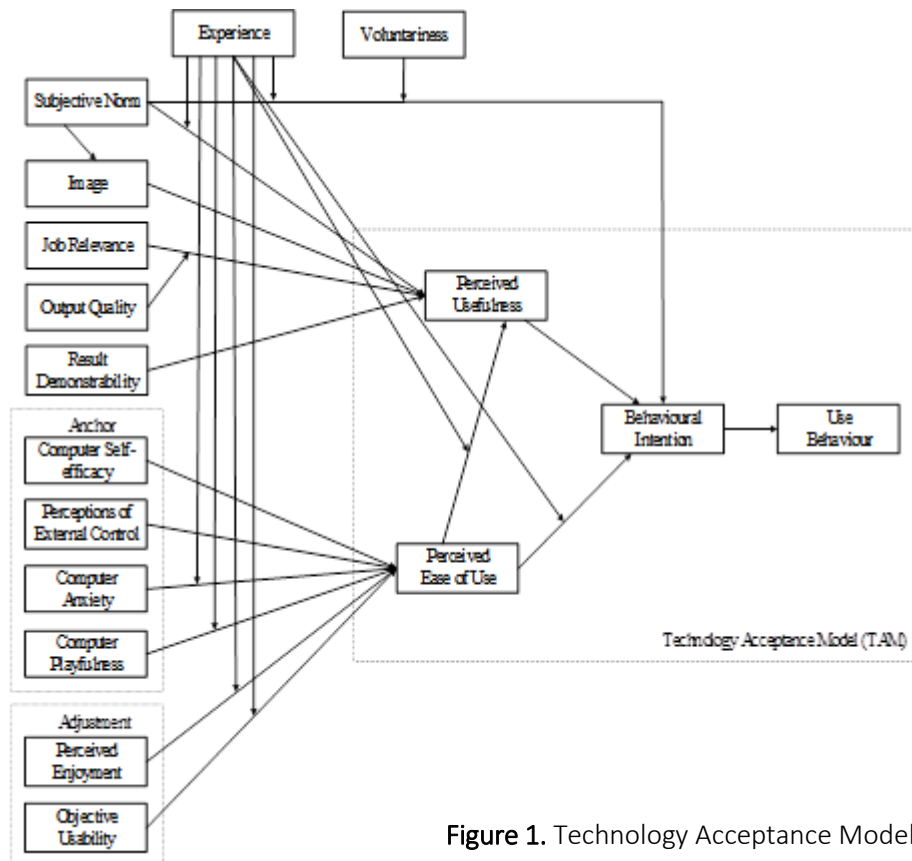 Experience
Voluntariness
Subjective Norm
Image
Job Relevance
Output Quality
Result
Demonstrability
Perceived
Usefulness
Behavioural
Intention
Use
Behaviour
Anchor
Computer Self-
efficacy
Perceptions of
External Control
Computer
Anxiety
Computer
Playfulness
Perceived
Ease of Use
Technology Acceptance Model (TAM)
Adjustment
Perceived
Enjoyment
Objective
Usability
Figure 1. Technology Acceptance Model